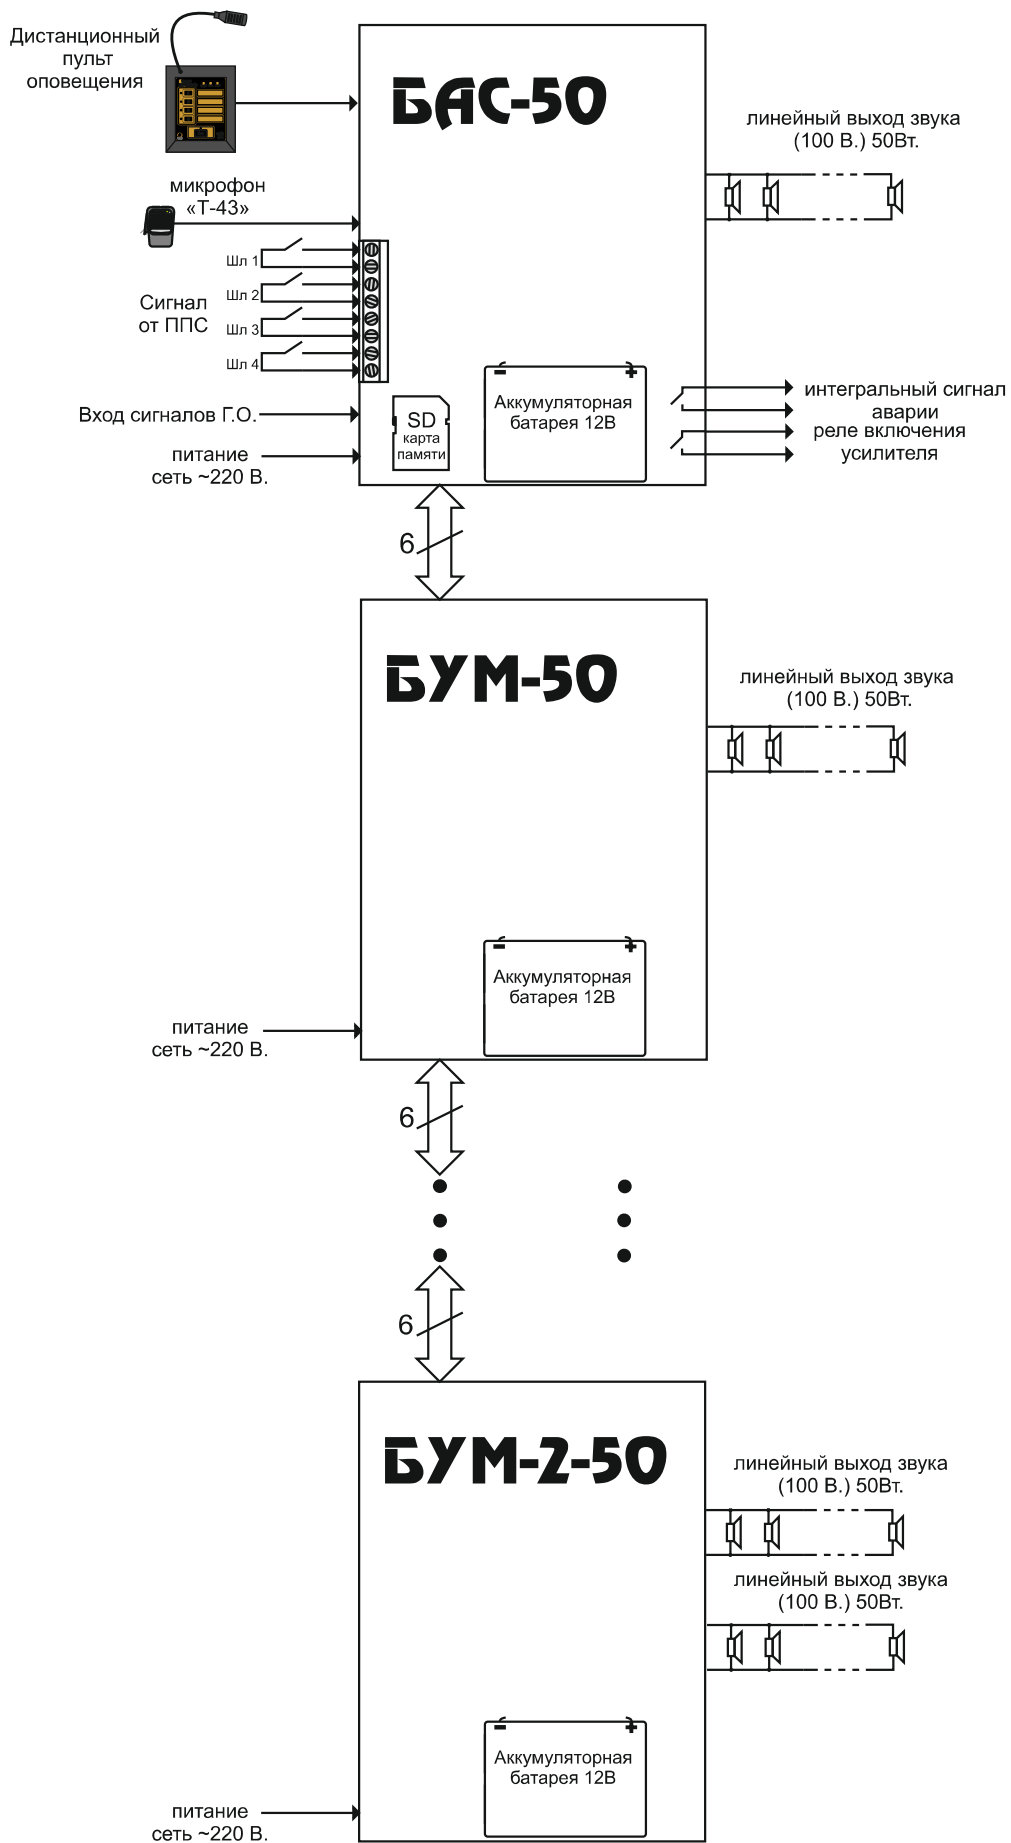 Дистанционный
пульт
оповещения
БАС-50
линейный выход звука
(100 В.) 50Вт.
микрофон
«Т-43»
Шл 1
Шл 2
Сигнал
от ППС
Шл 3
Шл 4
Вход сигналов Г.О.
питание
сеть ~220 В.
SD
карта
памяти
− +
Аккумуляторная
батарея 12В
интегральный сигнал
аварии
реле включения
усилителя
6
БУМ-50
линейный выход звука
(100 В.) 50Вт.
− +
Аккумуляторная
батарея 12В
питание
сеть ~220 В.
6
6
БУМ-2-50
линейный выход звука
(100 В.) 50Вт.
линейный выход звука
(100 В.) 50Вт.
− +
Аккумуляторная
батарея 12В
питание
сеть ~220 В.